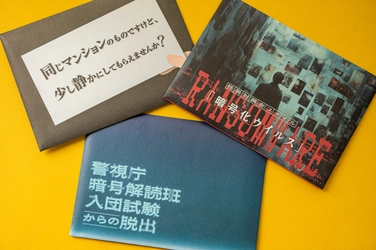 同じマンションのものですけど、
少し静かにしてもらえませんか?
RANSOMWARE
暗号化ウイルス
警視庁
暗号解読班
入団試験
からの脱出